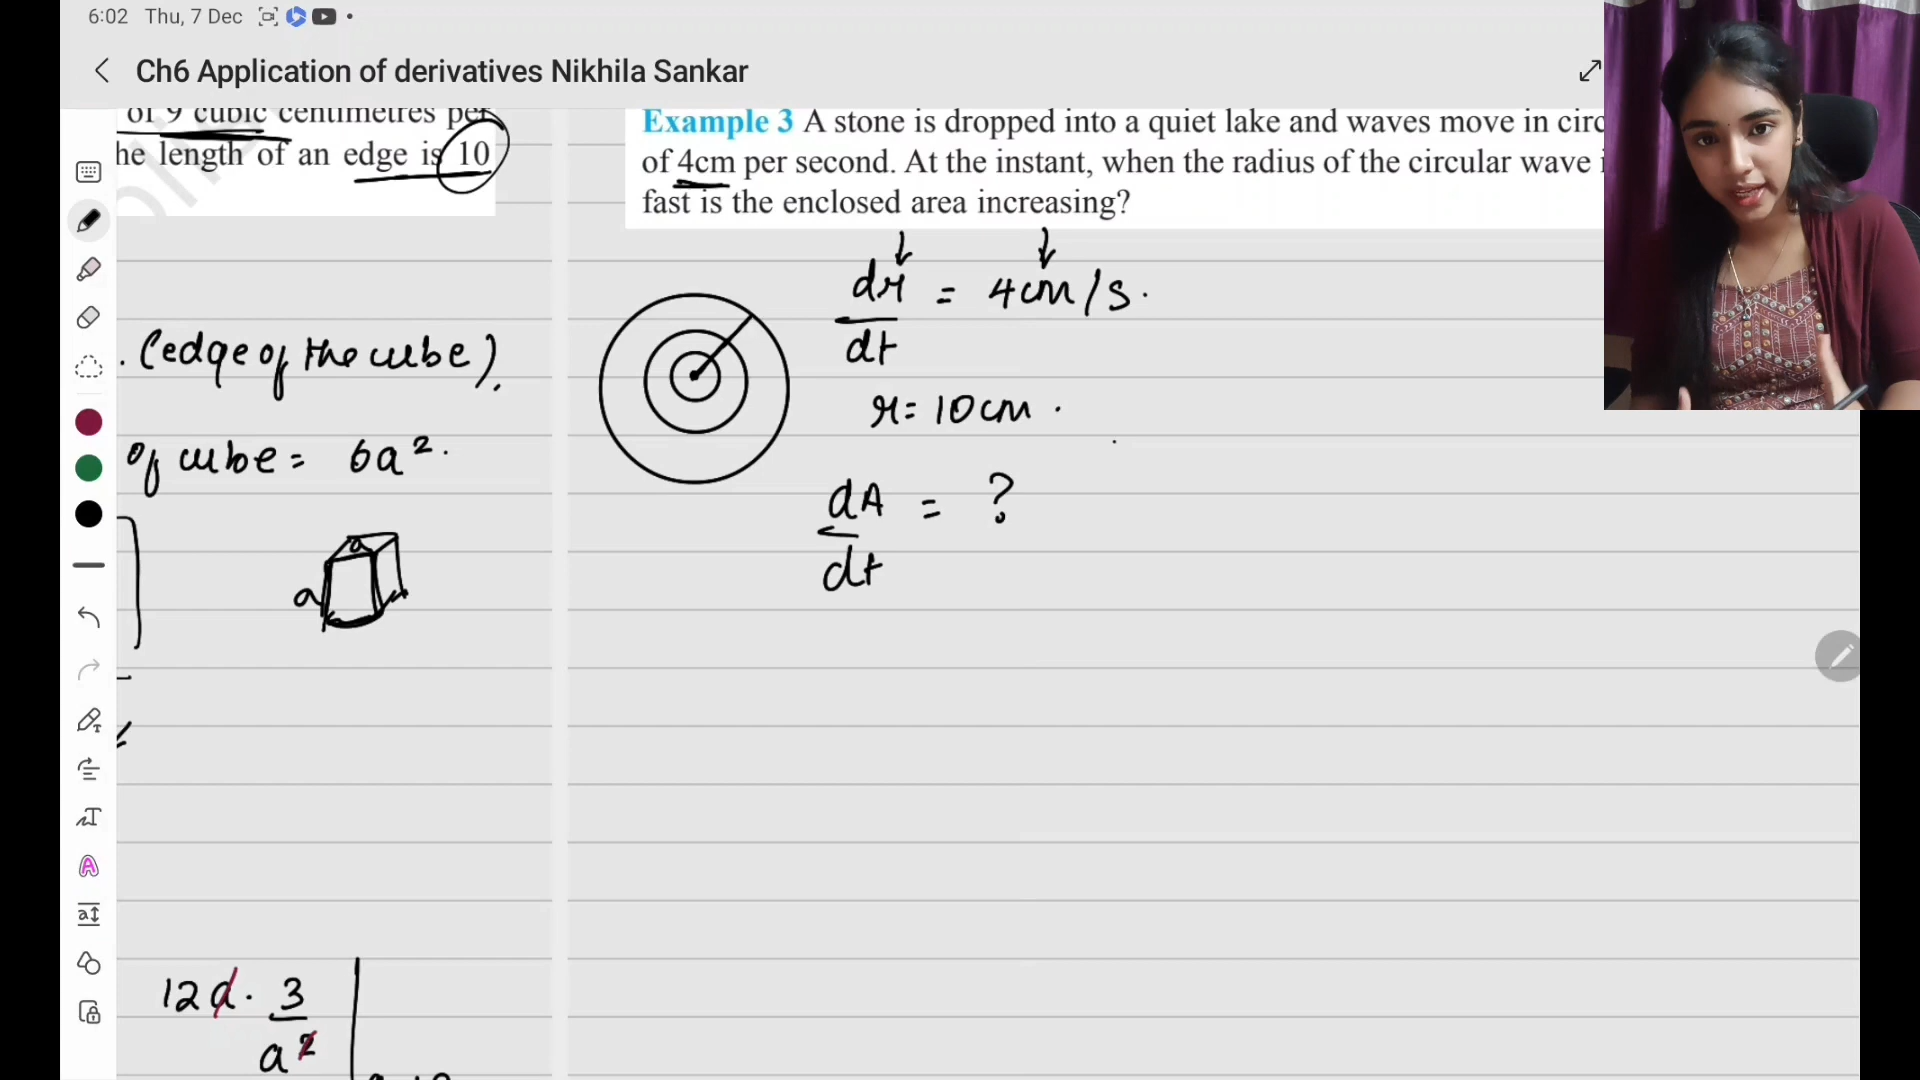 6:02 Thu, 7 Dec
Ch6 Application of derivatives Nikhila Sankar
of 9 cubic centimetres per
he length of an edge is 10
. (edge of the cube).
of cube = 6a².
a
a
12a · 3
a²
Example 3 A stone is dropped into a quiet lake and waves move in circ
of 4cm per second. At the instant, when the radius of the circular wave i
fast is the enclosed area increasing?
dr = 4cm/s.
dt
r = 10cm.
dA = ?
dt